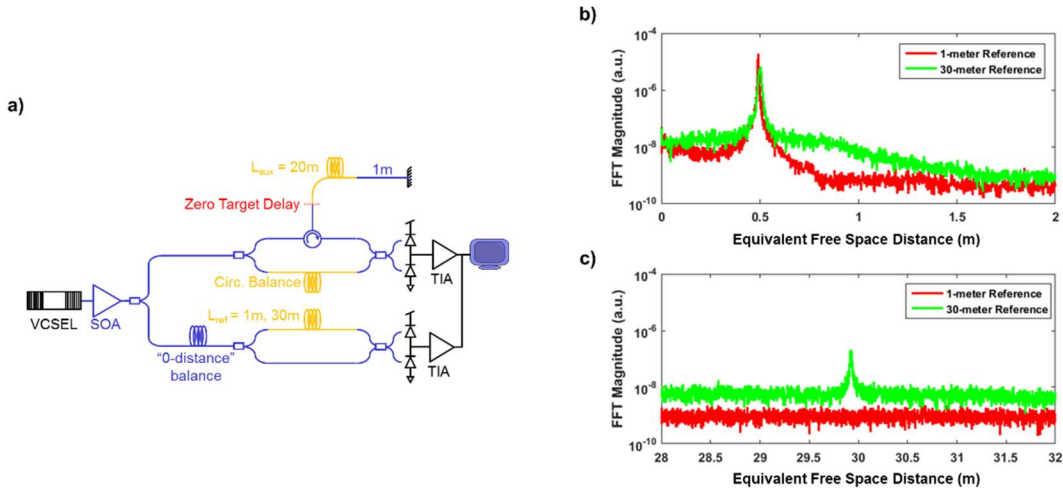 a)
L_aux = 20m
1m
Zero Target Delay
Circ. Balance
TIA
L_ref = 1m, 30m
VCSEL
SOA
"0-distance"
balance
TIA
b)
10^-4
10^-6
10^-8
10^-10
FFT Magnitude (a.u.)
1-meter Reference
30-meter Reference
0
0.5
1
1.5
2
Equivalent Free Space Distance (m)
c)
10^-4
10^-6
10^-8
10^-10
FFT Magnitude (a.u.)
1-meter Reference
30-meter Reference
28
28.5
29
29.5
30
30.5
31
31.5
32
Equivalent Free Space Distance (m)